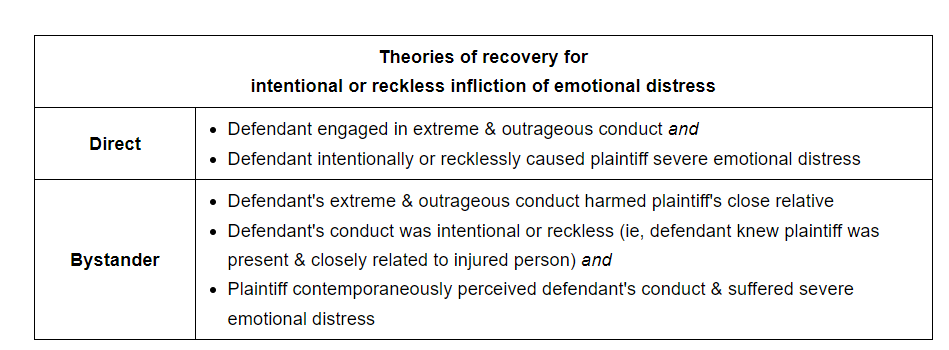 Theories of recovery for
intentional or reckless infliction of emotional distress
Direct
• Defendant engaged in extreme & outrageous conduct and
• Defendant intentionally or recklessly caused plaintiff severe emotional distress
Bystander
• Defendant's extreme & outrageous conduct harmed plaintiff's close relative
• Defendant's conduct was intentional or reckless (ie, defendant knew plaintiff was
present & closely related to injured person) and
• Plaintiff contemporaneously perceived defendant's conduct & suffered severe
emotional distress